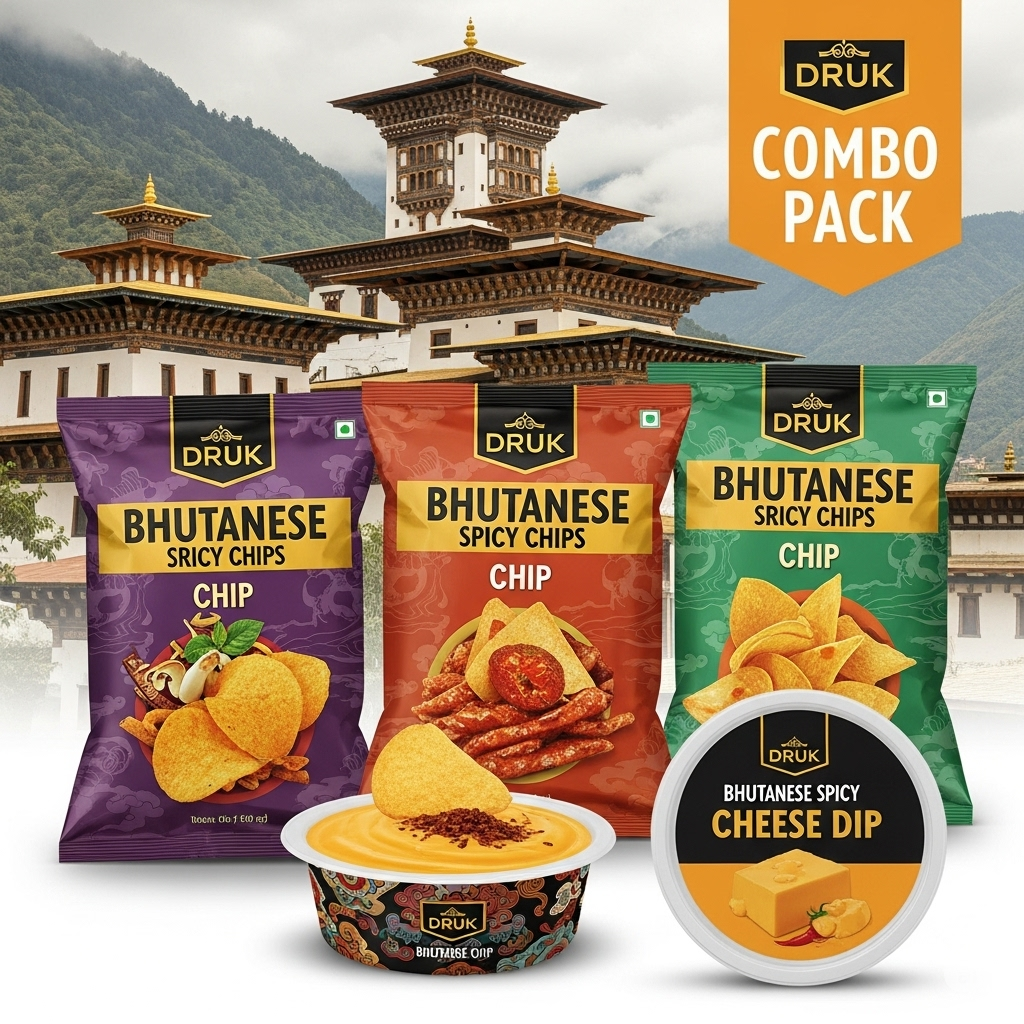 DRUK
COMBO
PACK
DRUK
BHUTANESE
SRICY CHIPS
CHIP
DRUK
BHUTANESE
SPICY CHIPS
CHIP
DRUK
BHUTANESE
SRICY CHIPS
CHIP
DRUK
DRUK
BHUTANESE SPICY
CHEESE DIP